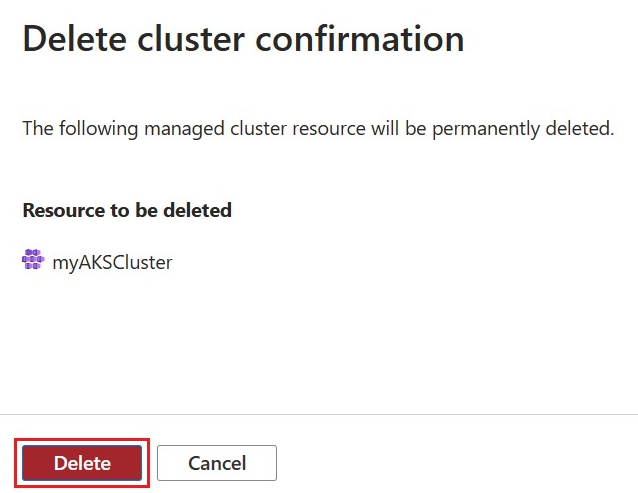 Delete cluster confirmation
The following managed cluster resource will be permanently deleted.
Resource to be deleted
myAKSCluster
Delete
Cancel